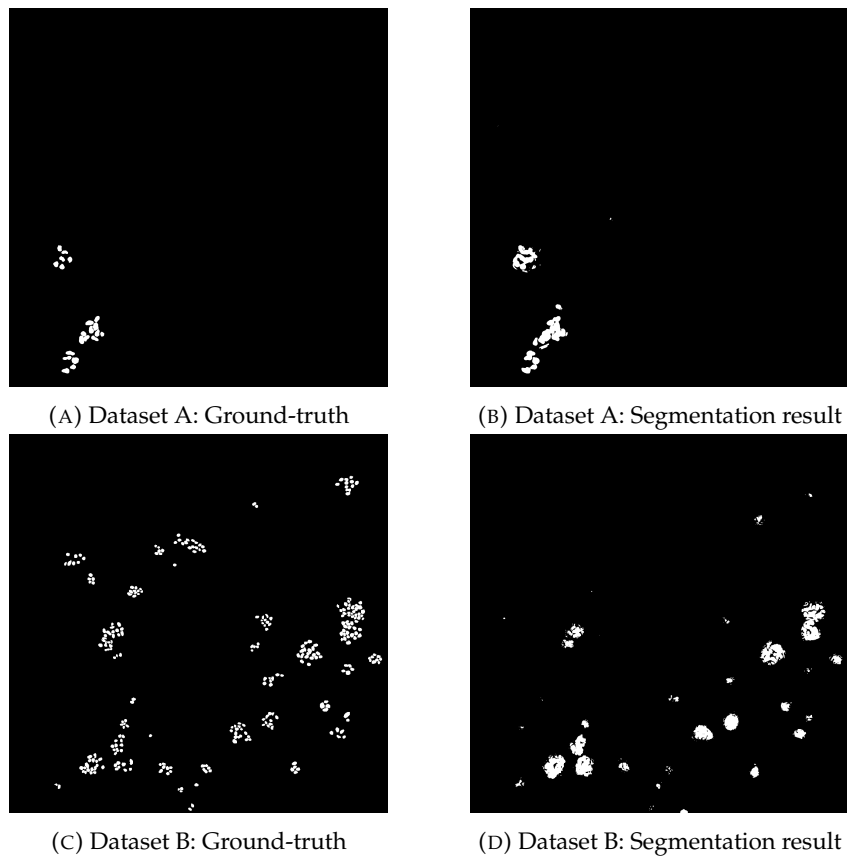 (A) Dataset A: Ground-truth
(B) Dataset A: Segmentation result
(C) Dataset B: Ground-truth
(D) Dataset B: Segmentation result